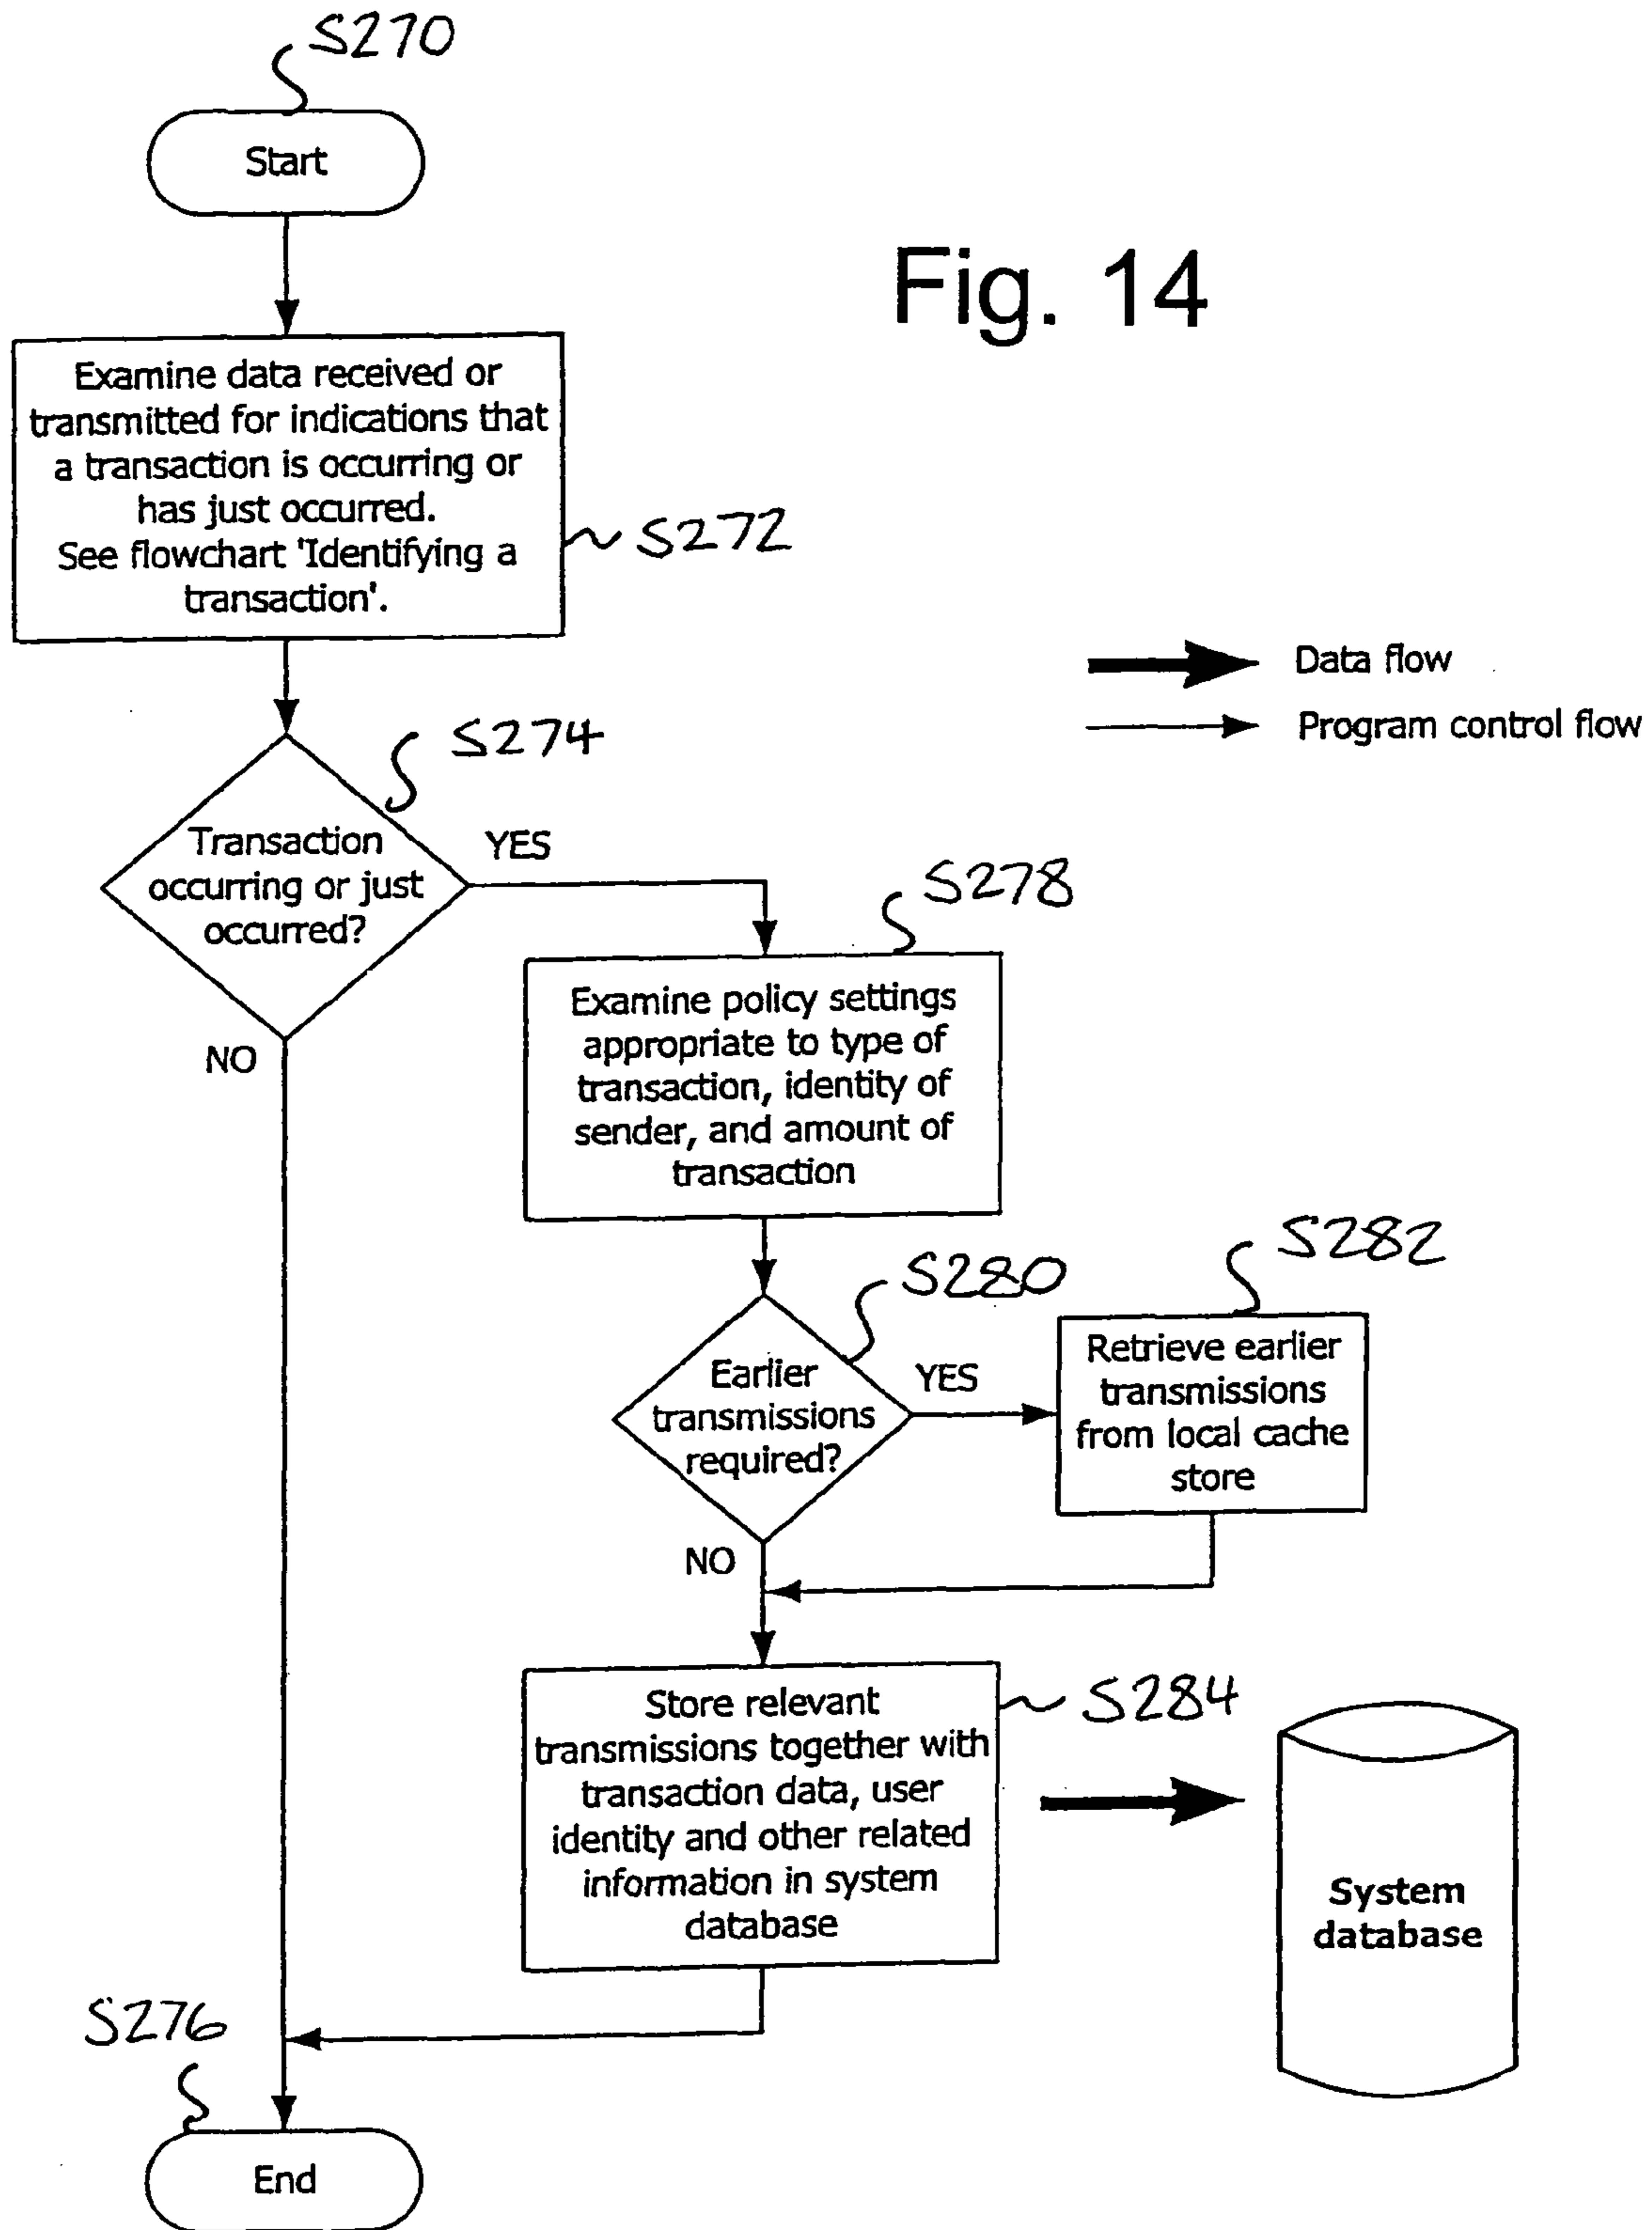 S270
Start
Fig. 14
Examine data received or
transmitted for indications that
a transaction is occurring or
has just occurred.
See flowchart 'Identifying a
transaction'.
S272
Data flow
Program control flow
S274
Transaction
occurring or just
occurred?
YES
NO
S278
Examine policy settings
appropriate to type of
transaction, identity of
sender, and amount of
transaction
S280
Earlier
transmissions
required?
YES
NO
S282
Retrieve earlier
transmissions
from local cache
store
Store relevant
transmissions together with
transaction data, user
identity and other related
information in system
database
S284
System
database
S276
End